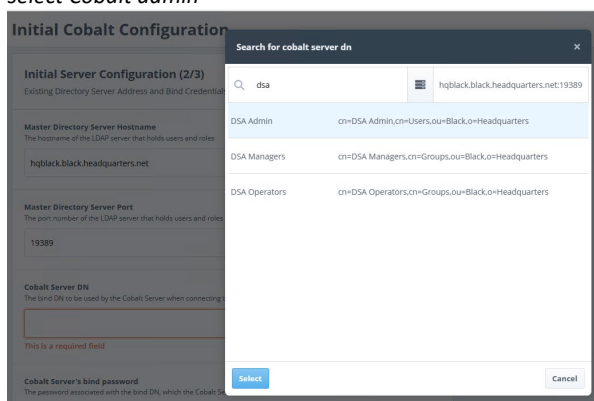 Select Cobalt admin
Initial Cobalt Configuration
Search for cobalt server dn ×
Initial Server Configuration (2/3)
Existing Directory Server Address and Bind Credential
dsa
hqblack.black.headquarters.net:19389
DSA Admin cn=DSA Admin,cn=Users,ou=Black,o=Headquarters
Master Directory Server Hostname
The hostname of the LDAP server that holds users and roles
DSA Managers cn=DSA Managers,cn=Groups,ou=Black,o=Headquarters
hqblack.black.headquarters.net
DSA Operators cn=DSA Operators,cn=Groups,ou=Black,o=Headquarters
Master Directory Server Port
The port number of the LDAP server that holds users and roles
19389
Cobalt Server DN
The bind DN to be used by the Cobalt Server when connecting t
This is a required field
Select Cancel
Cobalt Server's bind password
The password associated with the bind DN, which the Cobalt Se